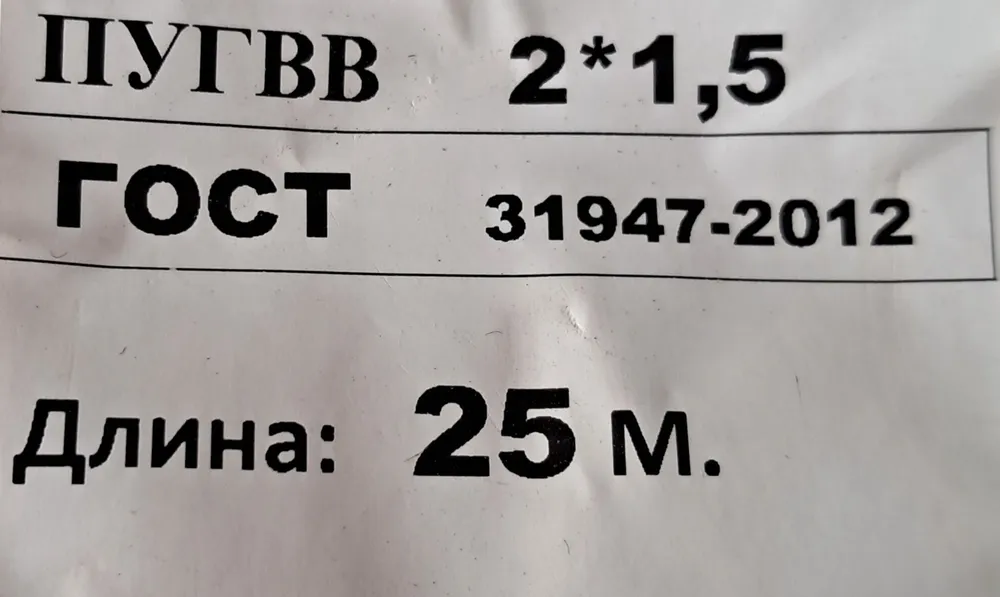 ПУГВВ 2*1,5
ГОСТ 31947-2012
Длина: 25 м.